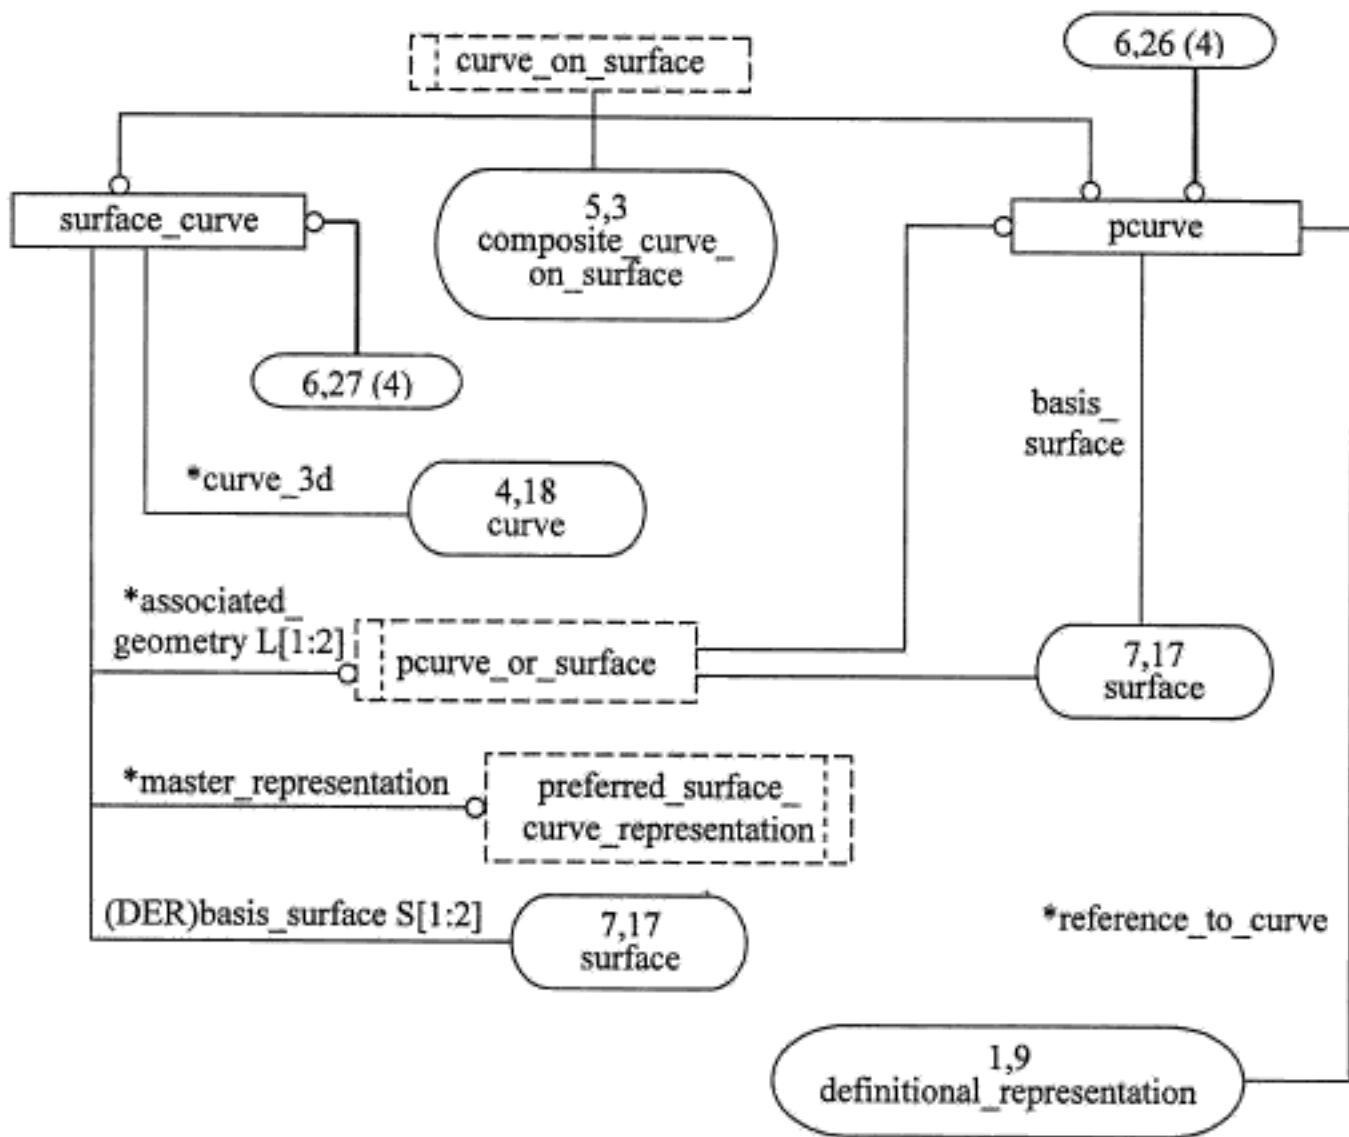 curve_on_surface
6,26 (4)
surface_curve
5,3
composite_curve_
on_surface
pcurve
6,27 (4)
basis_
surface
*curve_3d
4,18
curve
*associated_
geometry L[1:2]
pcurve_or_surface
7,17
surface
*master_representation
preferred_surface_
curve_representation
(DER)basis_surface S[1:2]
7,17
surface
*reference_to_curve
1,9
definitional_representation